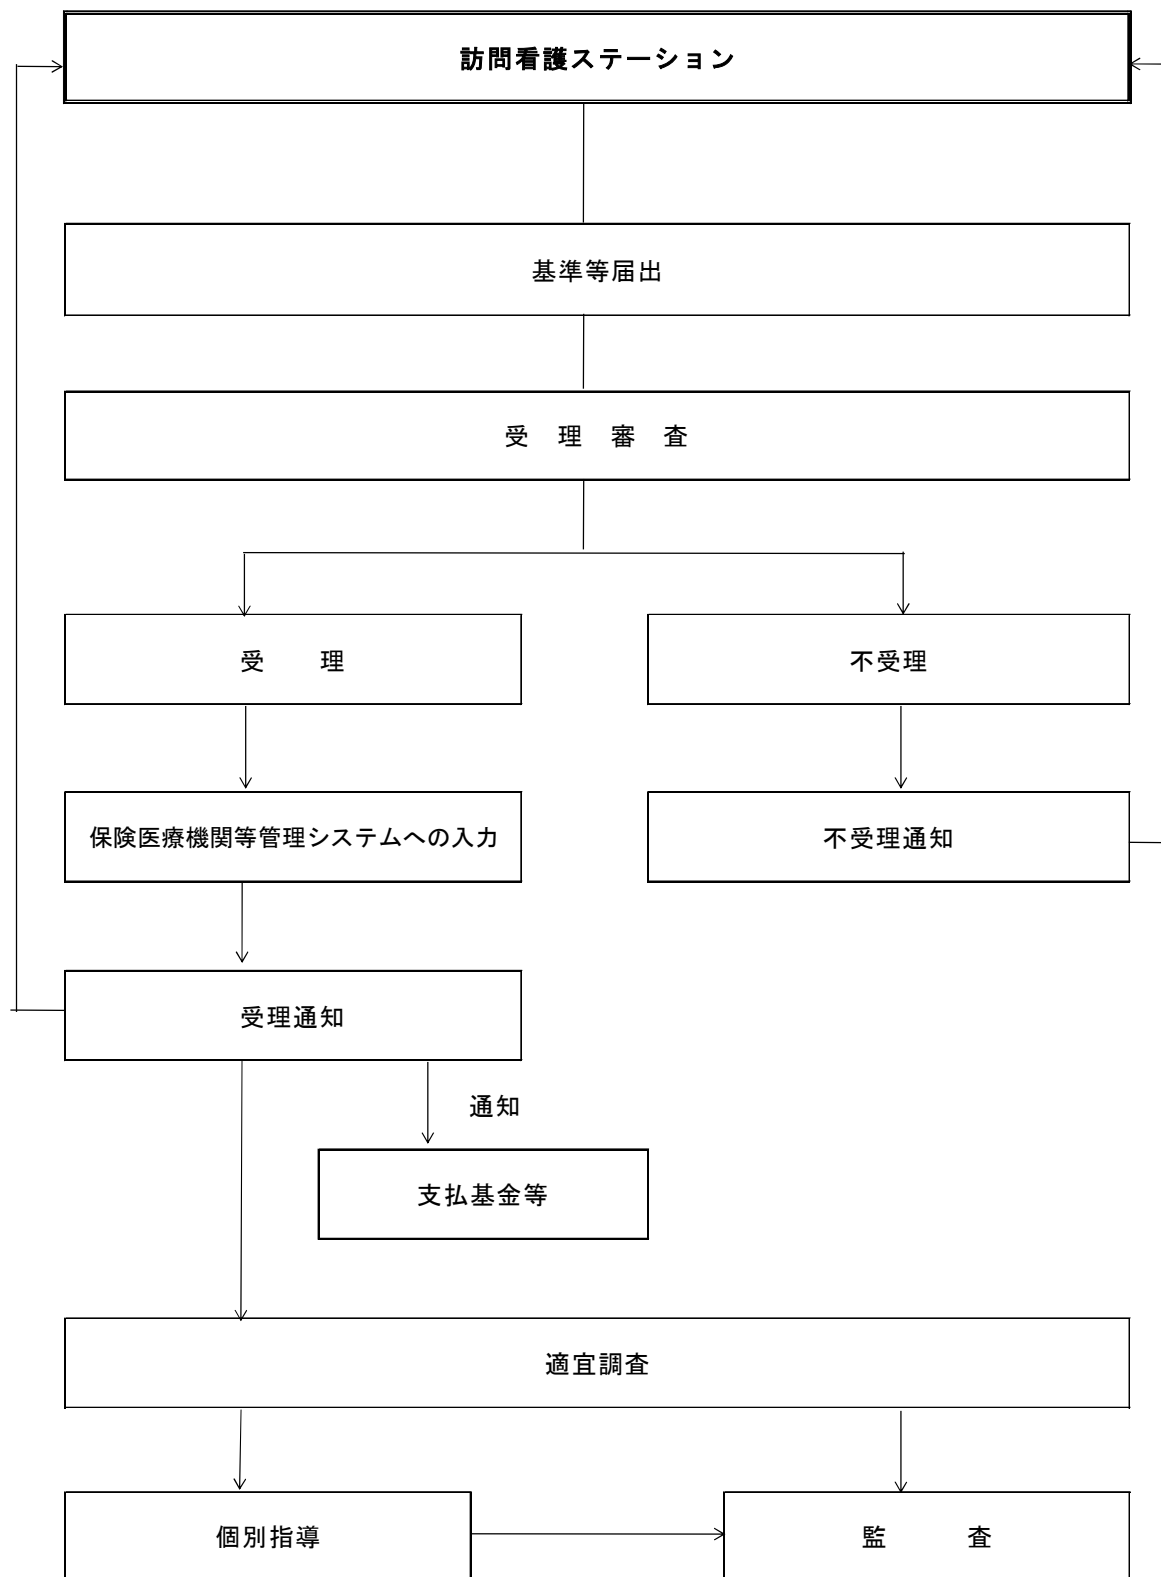 訪問看護ステーション
基準等届出
受　理　審　査
受　　理
不受理
保険医療機関等管理システムへの入力
不受理通知
受理通知
通知
支払基金等
適宜調査
個別指導
監　　　査